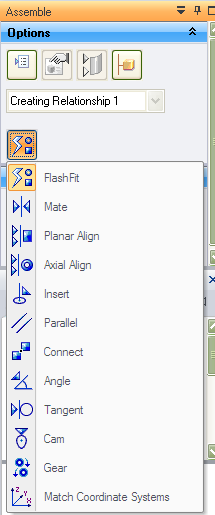 Assemble
Options
Creating Relationship 1
FlashFit
Mate
Planar Align
Axial Align
Insert
Parallel
Connect
Angle
Tangent
Cam
Gear
Match Coordinate Systems